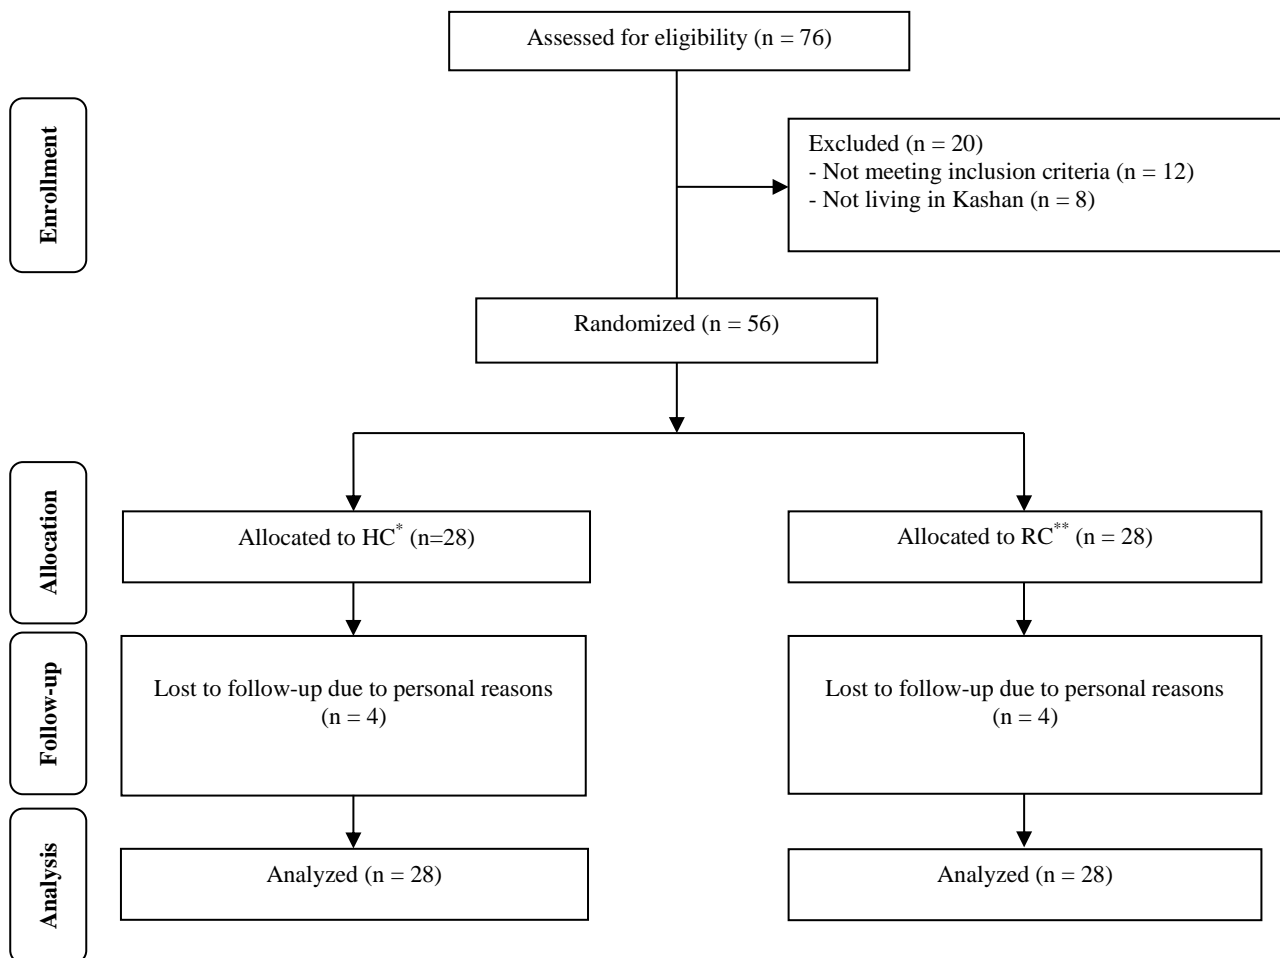 Assessed for eligibility (n = 76)
Enrollment
Excluded (n = 20)
- Not meeting inclusion criteria (n = 12)
- Not living in Kashan (n = 8)
Randomized (n = 56)
Allocation
Allocated to HC* (n=28)
Allocated to RC** (n = 28)
Follow-up
Lost to follow-up due to personal reasons
(n = 4)
Lost to follow-up due to personal reasons
(n = 4)
Analysis
Analyzed (n = 28)
Analyzed (n = 28)